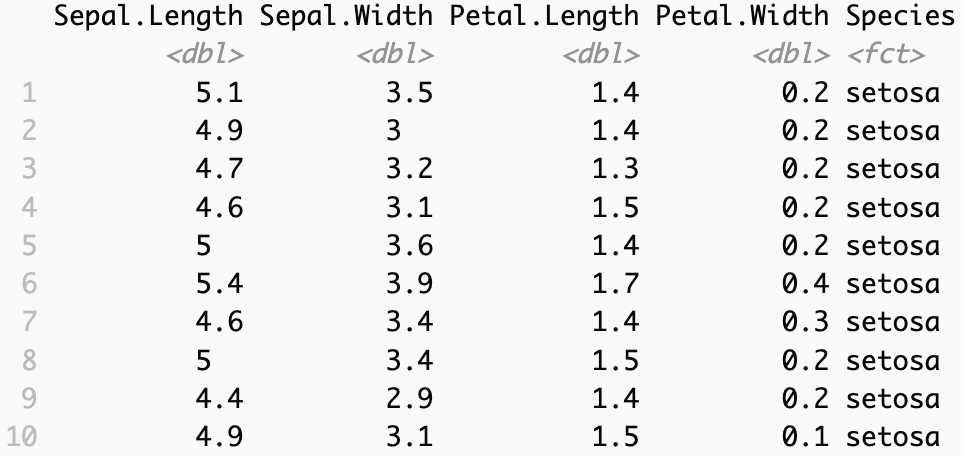 Sepal.Length Sepal.Width Petal.Length Petal.Width Species
<dbl> <dbl> <dbl> <dbl> <fct>
1 5.1 3.5 1.4 0.2 setosa
2 4.9 3 1.4 0.2 setosa
3 4.7 3.2 1.3 0.2 setosa
4 4.6 3.1 1.5 0.2 setosa
5 5 3.6 1.4 0.2 setosa
6 5.4 3.9 1.7 0.4 setosa
7 4.6 3.4 1.4 0.3 setosa
8 5 3.4 1.5 0.2 setosa
9 4.4 2.9 1.4 0.2 setosa
10 4.9 3.1 1.5 0.1 setosa